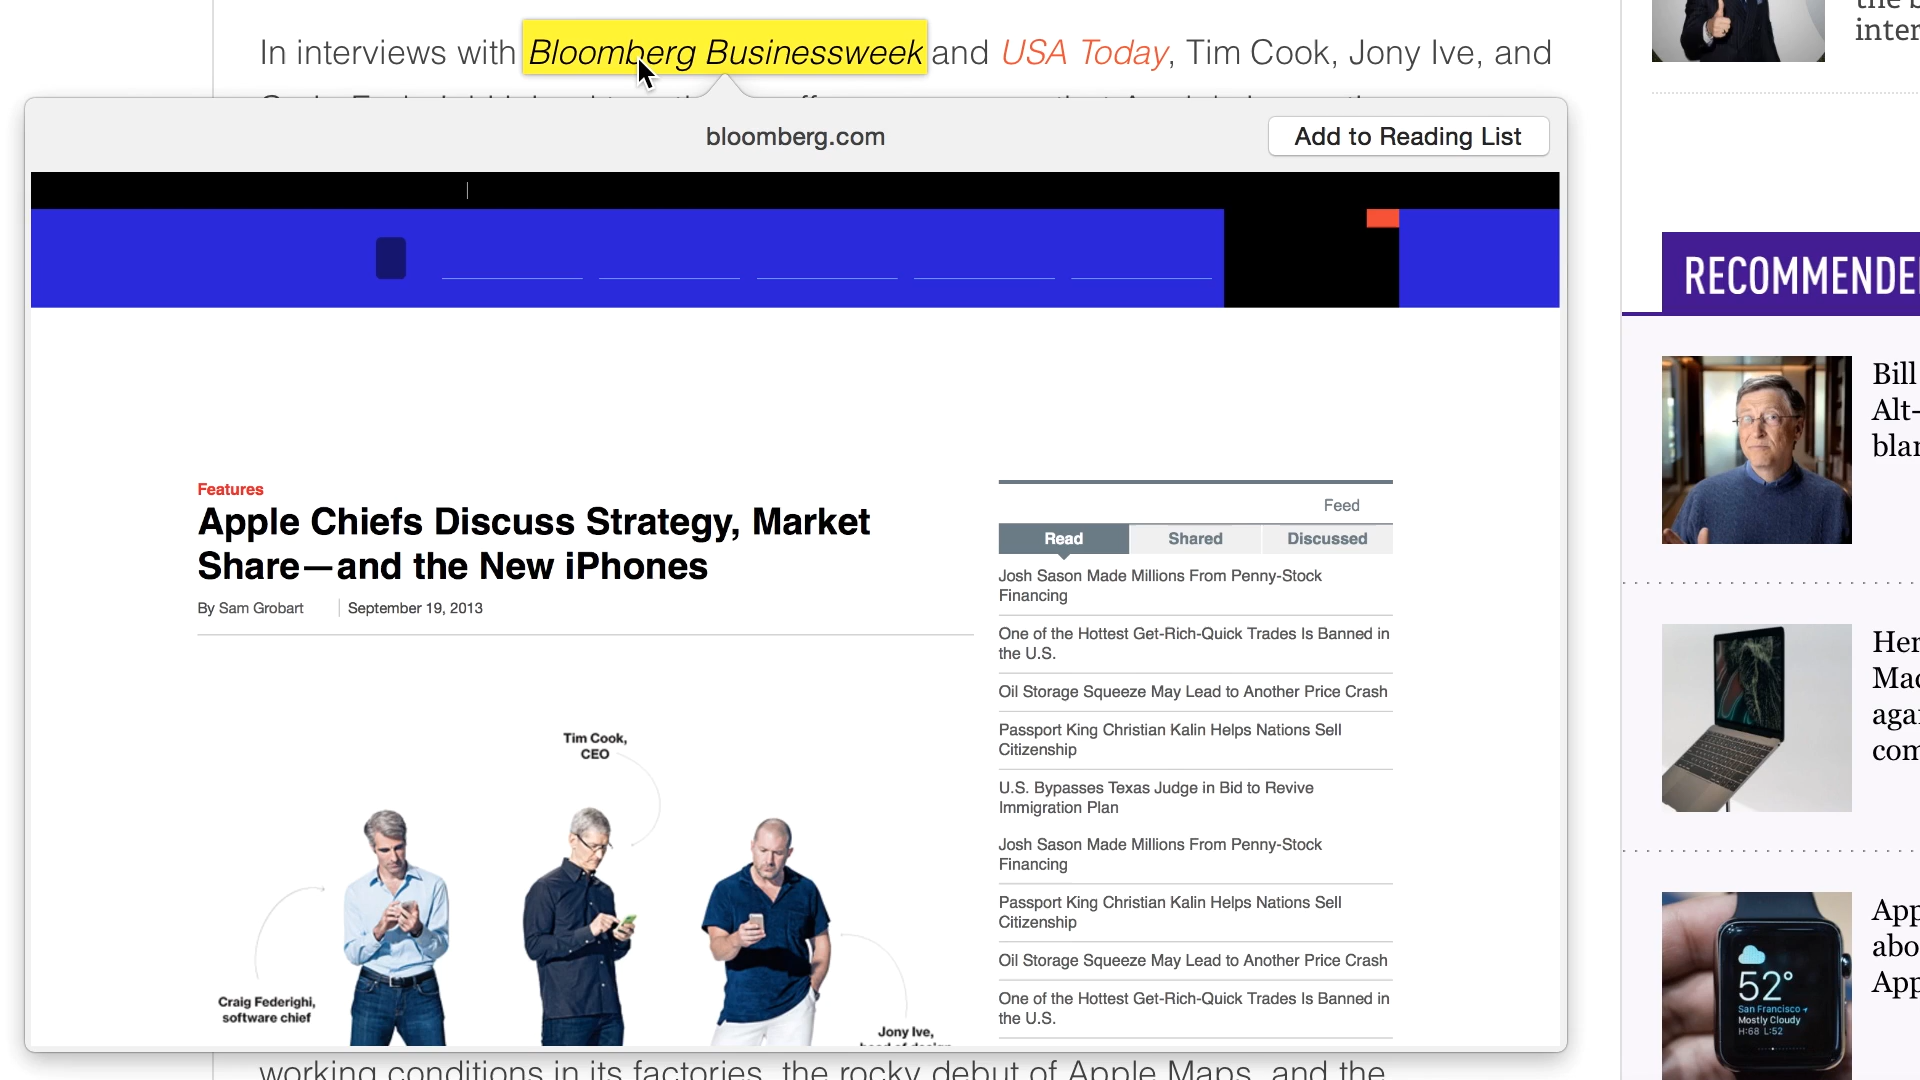 In interviews with Bloomberg Businessweek and USA Today, Tim Cook, Jony Ive, and
inter
bloomberg.com
Add to Reading List
RECOMMENDE
Features
Apple Chiefs Discuss Strategy, Market
Share—and the New iPhones
By Sam Grobart
September 19, 2013
Tim Cook,
CEO
Craig Federighi,
software chief
Jony Ive,
Feed
Read
Shared
Discussed
Josh Sason Made Millions From Penny-Stock
Financing
One of the Hottest Get-Rich-Quick Trades Is Banned in
the U.S.
Oil Storage Squeeze May Lead to Another Price Crash
Passport King Christian Kalin Helps Nations Sell
Citizenship
U.S. Bypasses Texas Judge in Bid to Revive
Immigration Plan
Josh Sason Made Millions From Penny-Stock
Financing
Passport King Christian Kalin Helps Nations Sell
Citizenship
Oil Storage Squeeze May Lead to Another Price Crash
One of the Hottest Get-Rich-Quick Trades Is Banned in
the U.S.
Bill
Alt-
blan
Her
Mac
agai
com
App
abo
App
52°
San Francisco
Mostly Cloudy
H:68 L:52
working conditions in its factories, the rocky debut of Apple Maps, and the